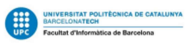 UNIVERSITAT POLITÈCNICA DE CATALUNYA
BARCELONATECH
UPC
Facultat d'Informàtica de Barcelona